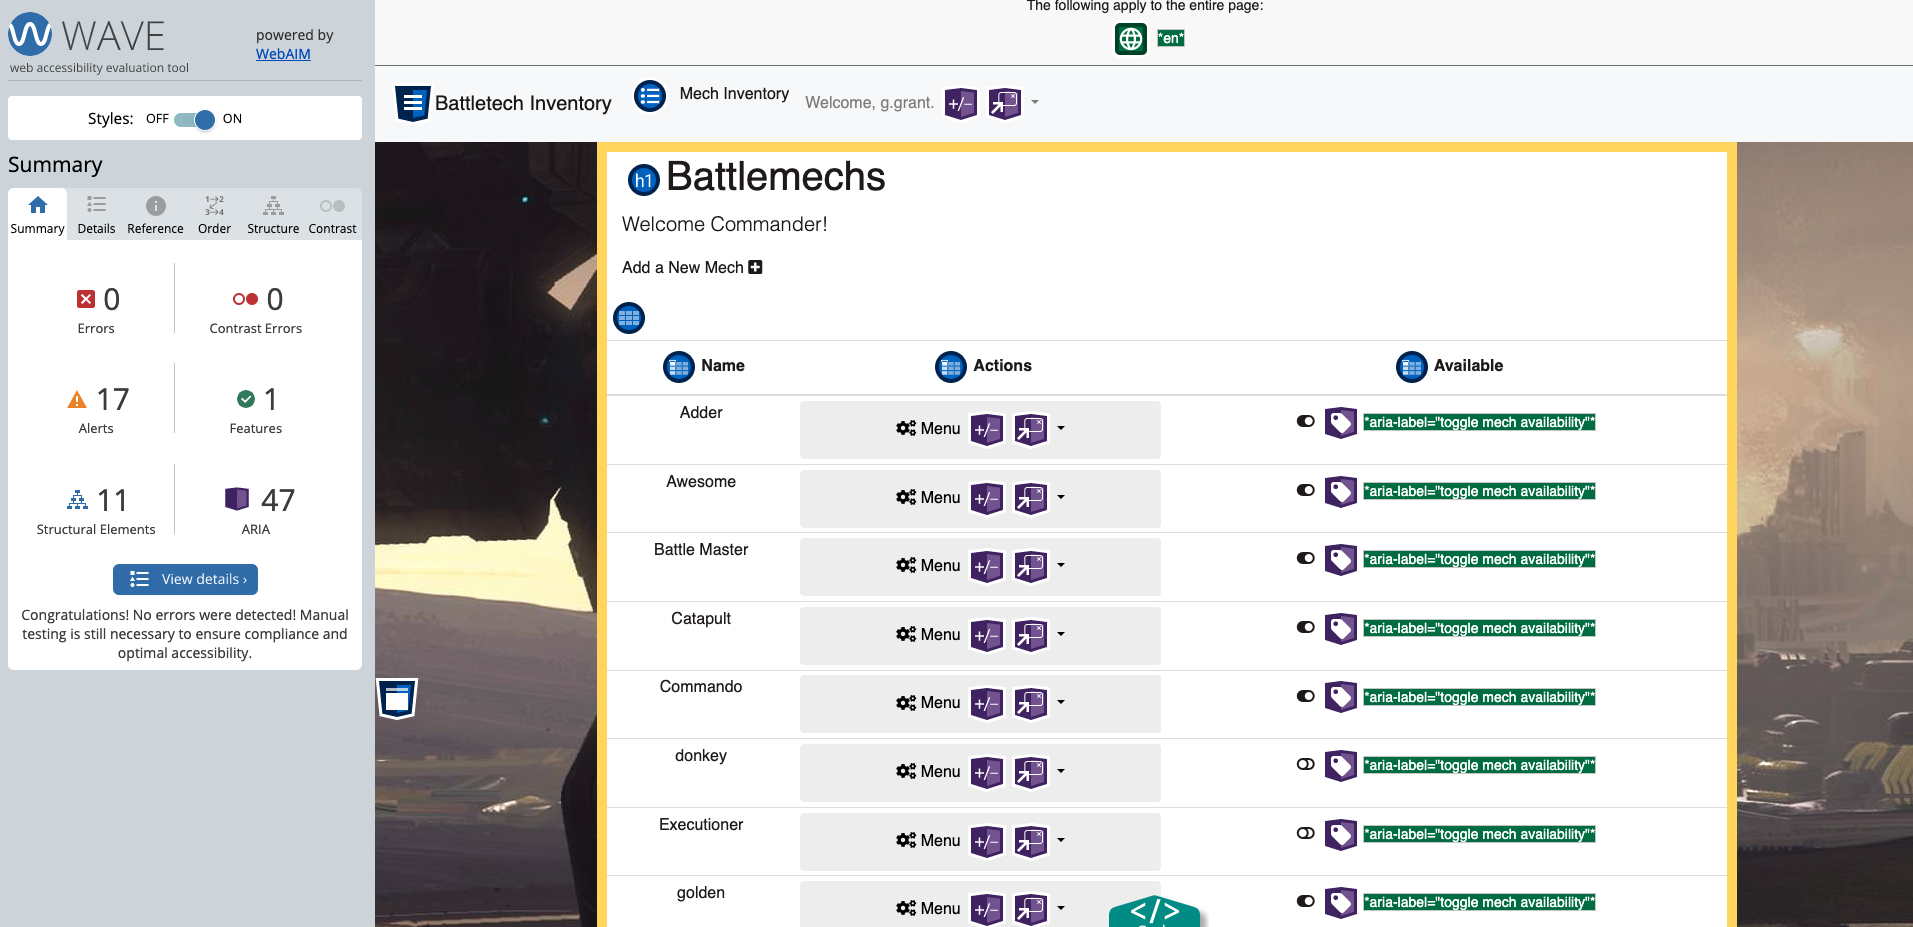 WAVE
powered by
WebAIM
web accessibility evaluation tool
Styles: OFF ON
Summary
Summary Details Reference Order Structure Contrast
0
Errors
0
Contrast Errors
17
Alerts
1
Features
11
Structural Elements
47
ARIA
View details ›
Congratulations! No errors were detected! Manual
testing is still necessary to ensure compliance and
optimal accessibility.
The following apply to the entire page:
*en*
Battletech Inventory Mech Inventory Welcome, g.grant.
h1 Battlemechs
Welcome Commander!
Add a New Mech
Name Actions Available
Adder Menu *aria-label="toggle mech availability"*
Awesome Menu *aria-label="toggle mech availability"*
Battle Master Menu *aria-label="toggle mech availability"*
Catapult Menu *aria-label="toggle mech availability"*
Commando Menu *aria-label="toggle mech availability"*
donkey Menu *aria-label="toggle mech availability"*
Executioner Menu *aria-label="toggle mech availability"*
golden Menu *aria-label="toggle mech availability"*